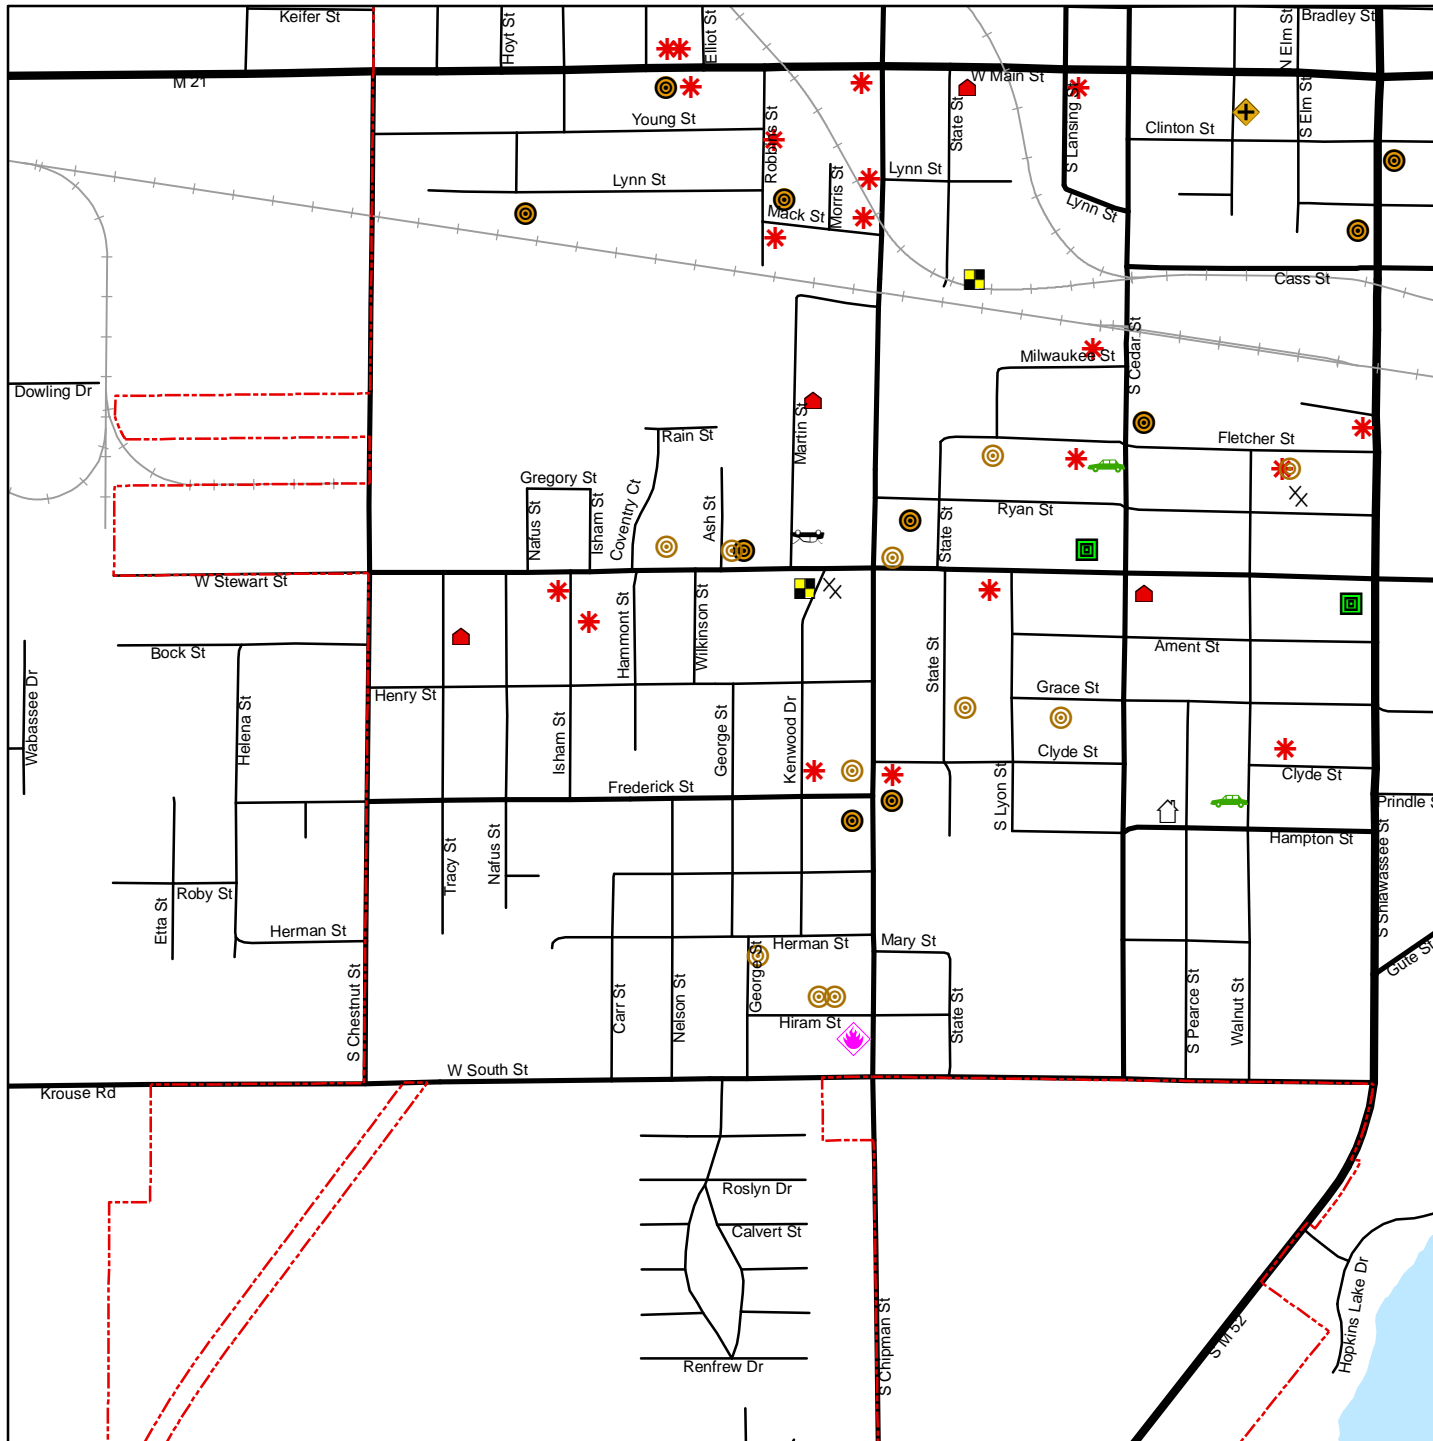 Keifer St
Hoyt St
Elliot St
N Elm St
Bradley St
M 21
W Main St
Young St
Robbins St
State St
S Lansing St
Clinton St
S Elm St
Lynn St
Morris St
Lynn St
Mack St
Lynn St
Cass St
Dowling Dr
Milwaukee St
S Cedar St
Rain St
Martin St
Fletcher St
Gregory St
Nafus St
Isham St
Coventry Ct
Ash St
Ryan St
State St
W Stewart St
Bock St
Hammont St
Wilkinson St
State St
Ament St
Wabassee Dr
Helena St
Henry St
Isham St
George St
Kenwood Dr
Grace St
Clyde St
Clyde St
Frederick St
S Lyon St
Prindle S
Hampton St
Tracy St
Nafus St
S Shiawassee St
Etta St
Roby St
Herman St
Herman St
Mary St
Gute St
S Chestnut St
Carr St
Nelson St
George St
Hiram St
State St
S Pearce St
Walnut St
W South St
Krouse Rd
Roslyn Dr
Calvert St
S Chipman St
S M 52
Hopkins Lake Dr
Renfrew Dr